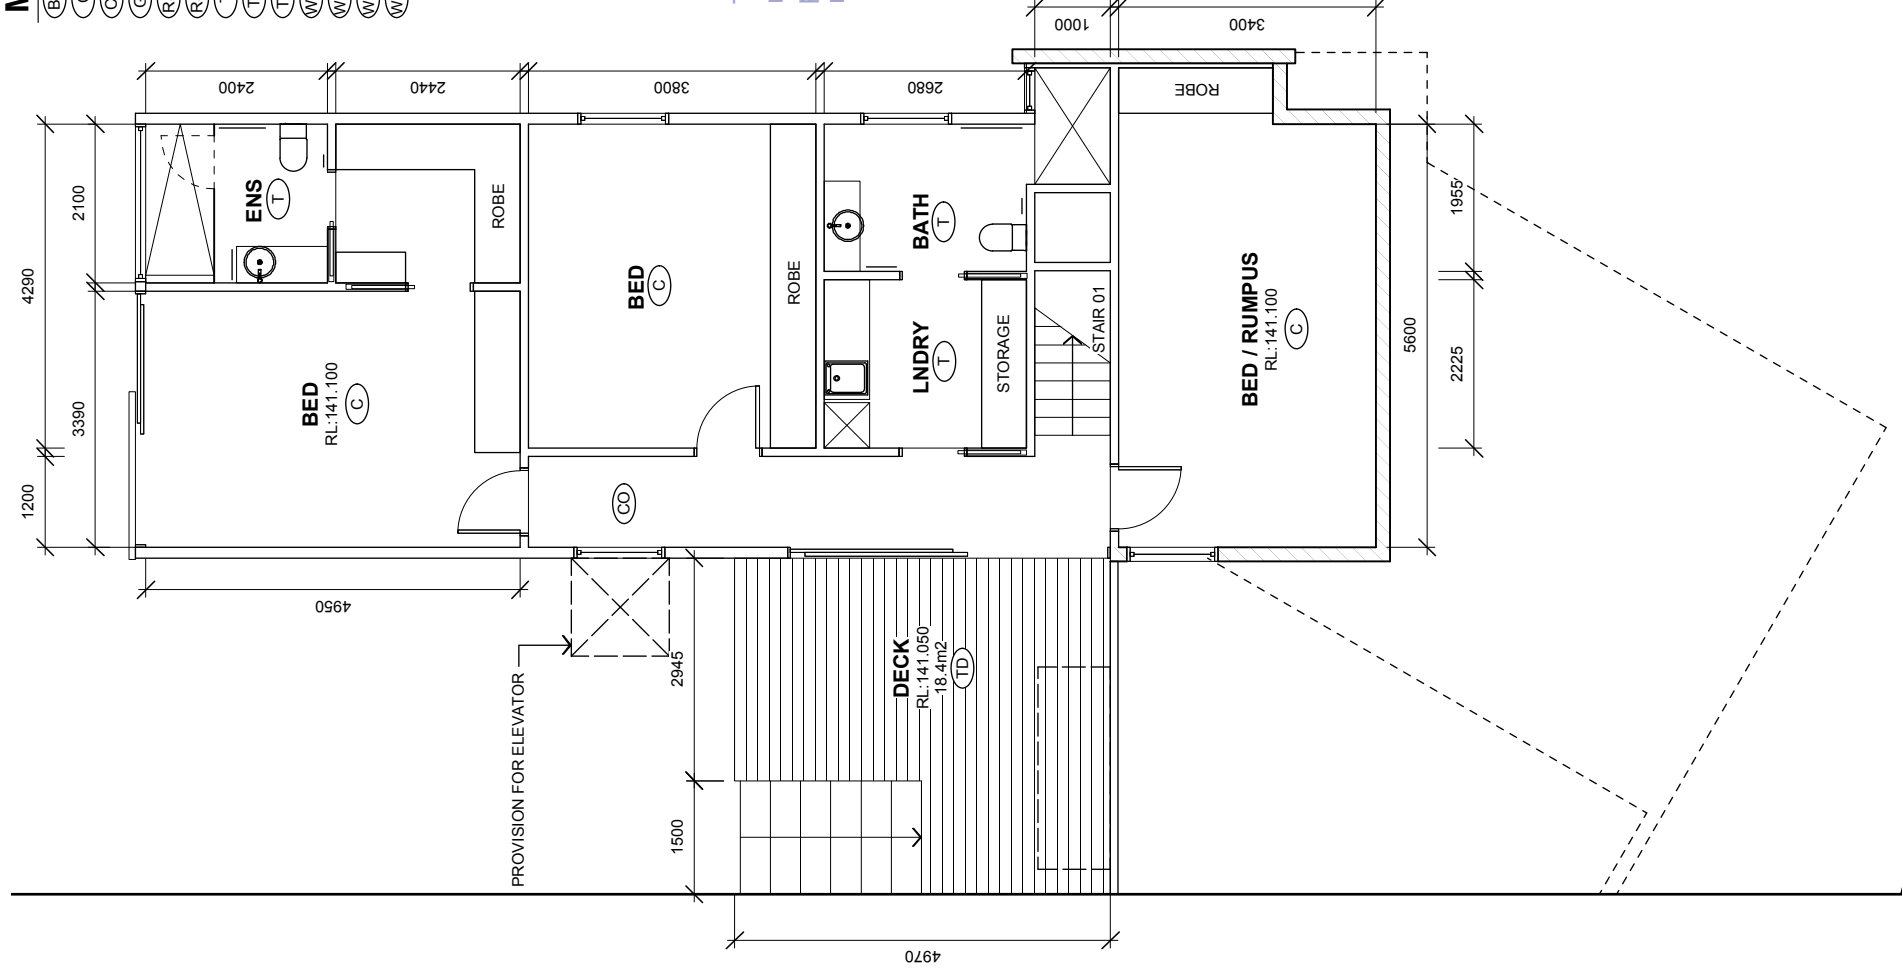 M
B
C
C
G
R
R
T
T
W
W
W
W
1000
3400
2400
2440
3800
2680
ROBE
2100
4290
3390
1200
ENS
T
ROBE
BED
RL:141.100
C
BED
C
ROBE
BATH
T
LNDRY
T
STORAGE
STAIR 01
BED / RUMPUS
RL:141.100
C
1955
5600
2225
CO
4950
PROVISION FOR ELEVATOR
2945
1500
DECK
RL:141.050
18.4m2
TD
4970